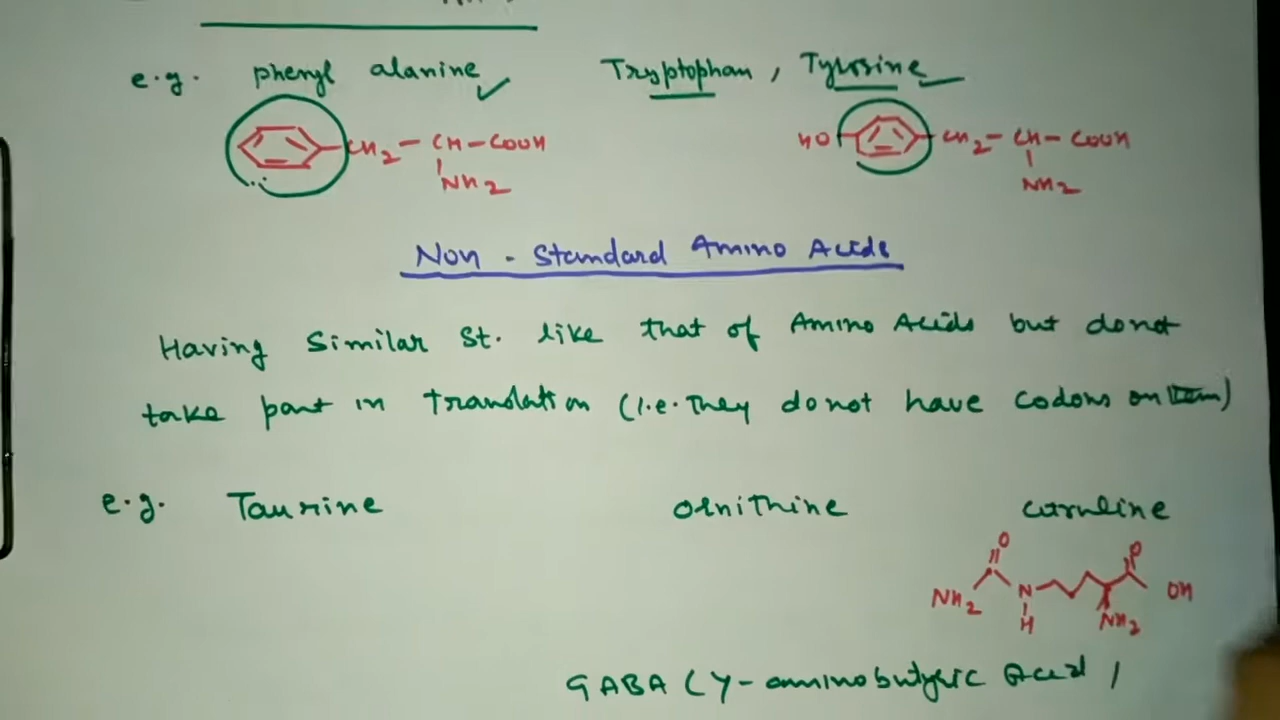 e.g. phenyl alanine Tryptophan, Tyrosine
CH2 - CH - COOH HO CH2 - CH - COOH
NH2 NH2
Non - Standard Amino Acids
Having Similar St. like that of Amino Acids but donot
take part in translation (i.e. They donot have codons on
e.g. Taurine ornithine
O O
NH2 N OH
H NH2
GABA (γ-aminobutyric Acid)